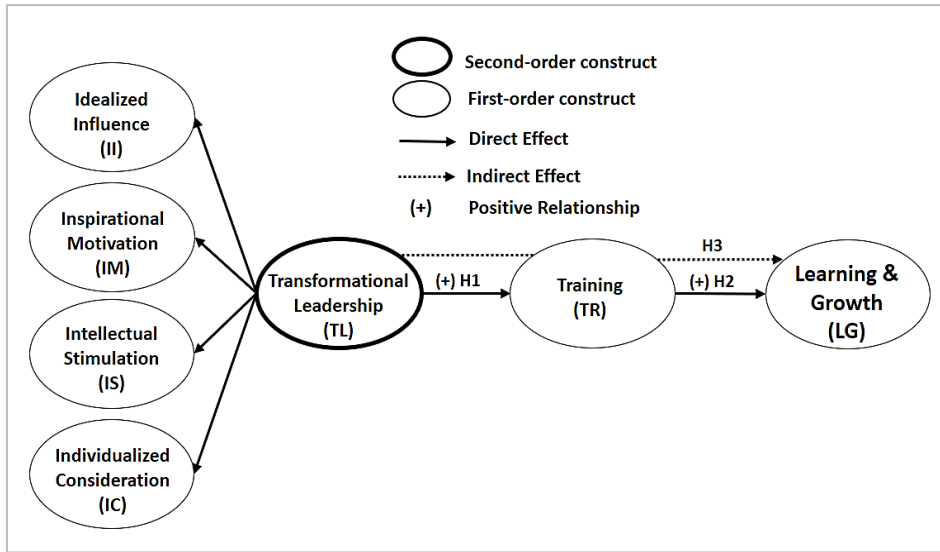 Second-order construct
First-order construct
Direct Effect
Indirect Effect
(+) Positive Relationship
Idealized
Influence
(II)
Inspirational
Motivation
(IM)
Intellectual
Stimulation
(IS)
Individualized
Consideration
(IC)
Transformational
Leadership
(TL)
(+) H1
Training
(TR)
H3
(+) H2
Learning &
Growth
(LG)